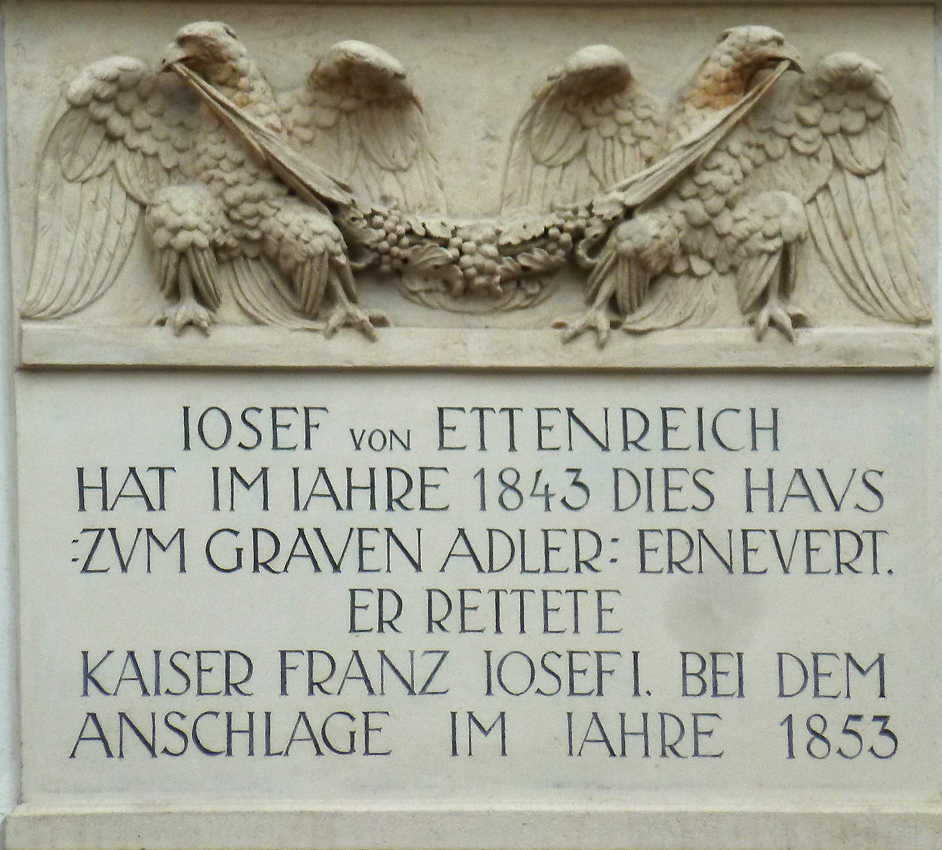 IOSEF VON ETTENREICH
HAT IM IAHRE 1843 DIES HAVS
:ZVM GRAVEN ADLER: ERNEVERT.
ER RETTETE
KAISER FRANZ IOSEF I. BEI DEM
ANSCHLAGE IM IAHRE 1853